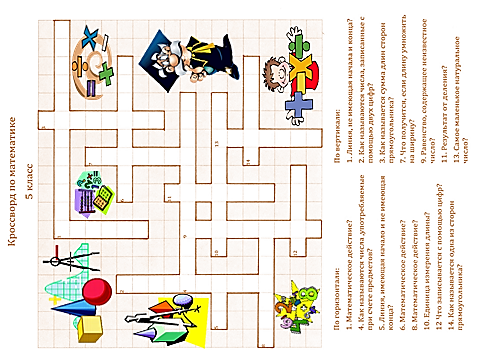 Кроссворд по математике
5 класс
По горизонтали:
1. Математическое действие?
4. Как называются числа ,употребляемые
при счете предметов?
5. Линия, имеющая начало и не имеющая
конца?
6. Математическое действие?
8. Математическое действие?
10. Единица измерения длины?
12 Что записывается с помощью цифр?
14. Как называется одна из сторон
прямоугольника?
По вертикали:
1. Линия, не имеющая начала и конца?
2. Как называются числа, записанные с
помощью двух цифр?
3. Как называется сумма длин сторон
прямоугольника?
7. Что получится, если длину умножить
на ширину?
9. Равенство, содержащее неизвестное
число?
11. Результат от деления?
13. Самое маленькое натуральное
число?